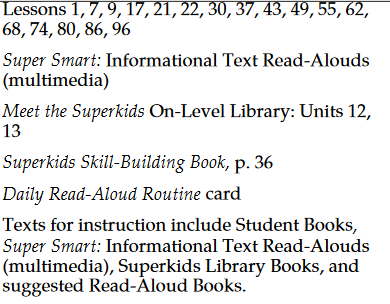 Lessons 1, 7, 9, 17, 21, 22, 30, 37, 43, 49, 55, 62,
68, 74, 80, 86, 96
Super Smart: Informational Text Read-Alouds
(multimedia)
Meet the Superkids On-Level Library: Units 12,
13
Superkids Skill-Building Book, p. 36
Daily Read-Aloud Routine card
Texts for instruction include Student Books,
Super Smart: Informational Text Read-Alouds
(multimedia), Superkids Library Books, and
suggested Read-Aloud Books.